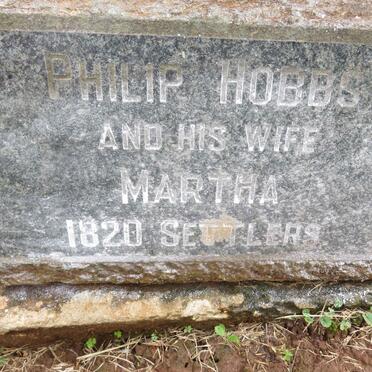 PHILIP HOBBS
AND HIS WIFE
MARTHA
1820 SETTLERS